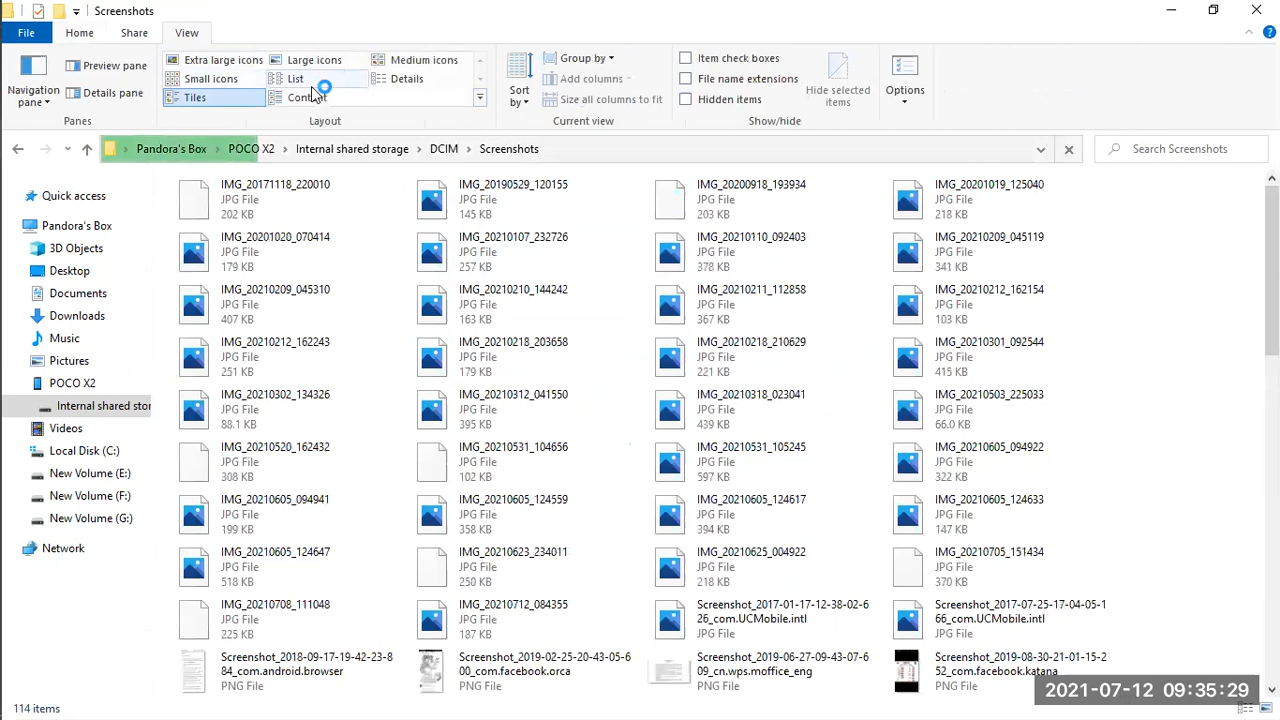 Screenshots
File
Home
Share
View
Navigation pane
Preview pane
Details pane
Panes
Extra large icons
Large icons
Medium icons
Small icons
List
Details
Tiles
Layout
Sort by
Group by
Add columns
Size all columns to fit
Current view
Item check boxes
File name extensions
Hidden items
Show/hide
Hide selected items
Options
Pandora's Box
POCO X2
Internal shared storage
DCIM
Screenshots
Search Screenshots
Quick access
Pandora's Box
3D Objects
Desktop
Documents
Downloads
Music
Pictures
POCO X2
Internal shared stor
Videos
Local Disk (C:)
New Volume (E:)
New Volume (F:)
New Volume (G:)
Network
IMG_20171118_220010
JPG File
202 KB
IMG_20190529_120155
JPG File
145 KB
IMG_20200918_193934
JPG File
203 KB
IMG_20201019_125040
JPG File
218 KB
IMG_20201020_070414
JPG File
179 KB
IMG_20210107_232726
JPG File
257 KB
IMG_20210110_092403
JPG File
378 KB
IMG_20210209_045119
JPG File
341 KB
IMG_20210209_045310
JPG File
407 KB
IMG_20210210_144242
JPG File
163 KB
IMG_20210211_112858
JPG File
367 KB
IMG_20210212_162154
JPG File
103 KB
IMG_20210212_162243
JPG File
251 KB
IMG_20210218_203658
JPG File
179 KB
IMG_20210218_210629
JPG File
221 KB
IMG_20210301_092544
JPG File
415 KB
IMG_20210302_134326
JPG File
88.1 KB
IMG_20210312_041550
JPG File
395 KB
IMG_20210318_023041
JPG File
439 KB
IMG_20210503_225033
JPG File
66.0 KB
IMG_20210520_162432
JPG File
308 KB
IMG_20210531_104656
JPG File
102 KB
IMG_20210531_105245
JPG File
597 KB
IMG_20210605_094922
JPG File
322 KB
IMG_20210605_094941
JPG File
199 KB
IMG_20210605_124559
JPG File
358 KB
IMG_20210605_124617
JPG File
394 KB
IMG_20210605_124633
JPG File
147 KB
IMG_20210605_124647
JPG File
518 KB
IMG_20210623_234011
JPG File
250 KB
IMG_20210625_004922
JPG File
218 KB
IMG_20210705_151434
JPG File
370 KB
IMG_20210708_111048
JPG File
225 KB
IMG_20210712_084355
JPG File
187 KB
Screenshot_2017-01-17-12-38-02-6
26_com.UCMobile.intl
PNG File
Screenshot_2017-07-25-17-04-05-1
66_com.UCMobile.intl
PNG File
Screenshot_2018-09-17-19-42-23-8
84_com.android.browser
PNG File
Screenshot_2019-02-25-20-43-05-6
00_com.facebook.orca
PNG File
Screenshot_2019-06-27-09-43-07-6
09_cn.wps.moffice_eng
PNG File
Screenshot_2019-08-30-21-01-15-2
52_com.facebook.katana
PNG File
114 items
2021-07-12 09:35:29